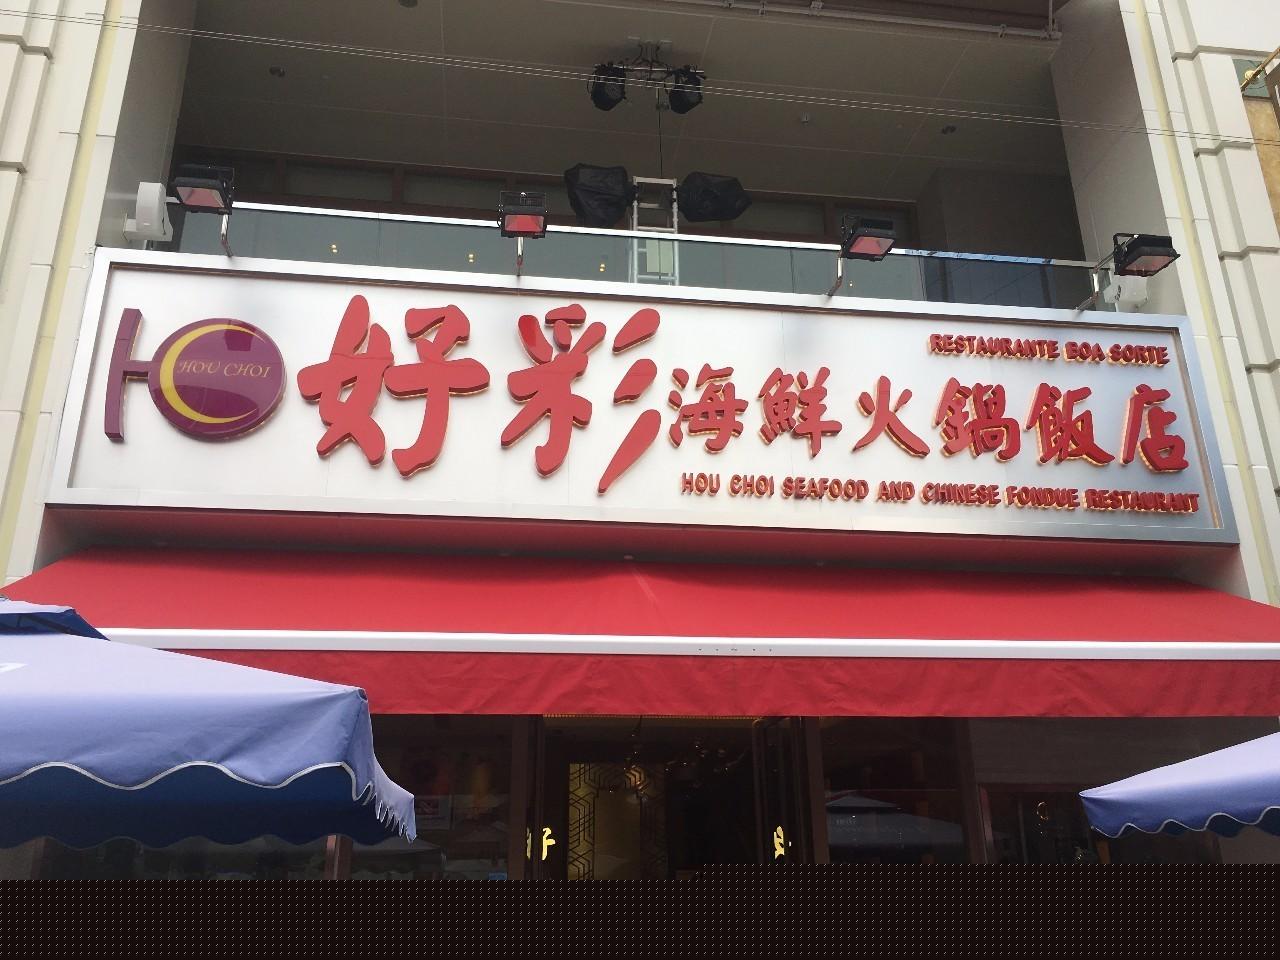 HOU CHOI
好彩海鮮火鍋飯店
RESTAURANTE BOA SORTE
HOU CHOI SEAFOOD AND CHINESE FONDUE RESTAURANT